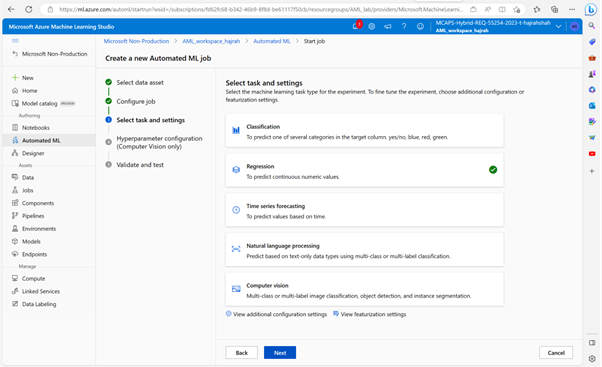 https://ml.azure.com/automl/startrun?wsid=/subscriptions/fd62fc68-b342-46b9-8f8d-be61117f50cb/resourcegroups/AML_lab/providers/Microsoft.MachineLearni...
Microsoft Azure Machine Learning Studio
MCAPS-Hybrid-REQ-55254-2023-t-hajrahshah
AML_workspace_hajrah
Microsoft Non-Production
New
Home
Model catalog PREVIEW
Authoring
Notebooks
Automated ML
Designer
Assets
Data
Jobs
Components
Pipelines
Environments
Models
Endpoints
Manage
Compute
Linked Services
Data Labeling
Microsoft Non-Production > AML_workspace_hajrah > Automated ML > Start job
Create a new Automated ML job
Select data asset
Configure job
Select task and settings
Hyperparameter configuration
(Computer Vision only)
Validate and test
Select task and settings
Select the machine learning task type for the experiment. To fine tune the experiment, choose additional configuration or
featurization settings.
Classification
To predict one of several categories in the target column. yes/no, blue, red, green.
Regression
To predict continuous numeric values.
Time series forecasting
To predict values based on time.
Natural language processing
Predict based on text-only data types using multi-class or multi-label classification.
Computer vision
Multi-class or multi-label image classification, object detection, and instance segmentation.
View additional configuration settings View featurization settings
Back Next Cancel